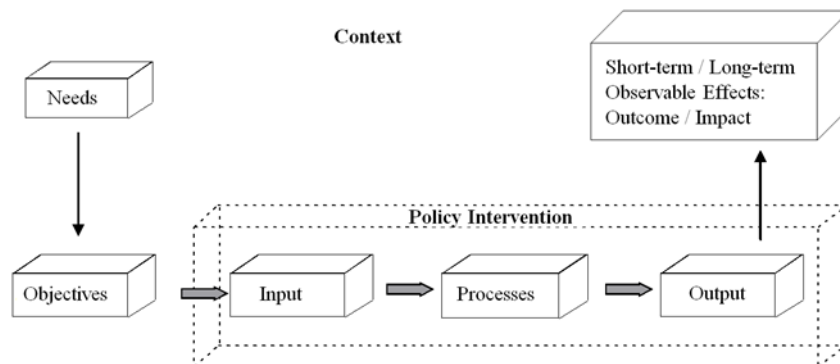 Context
Needs
Short-term / Long-term
Observable Effects:
Outcome / Impact
Policy Intervention
Objectives
Input
Processes
Output